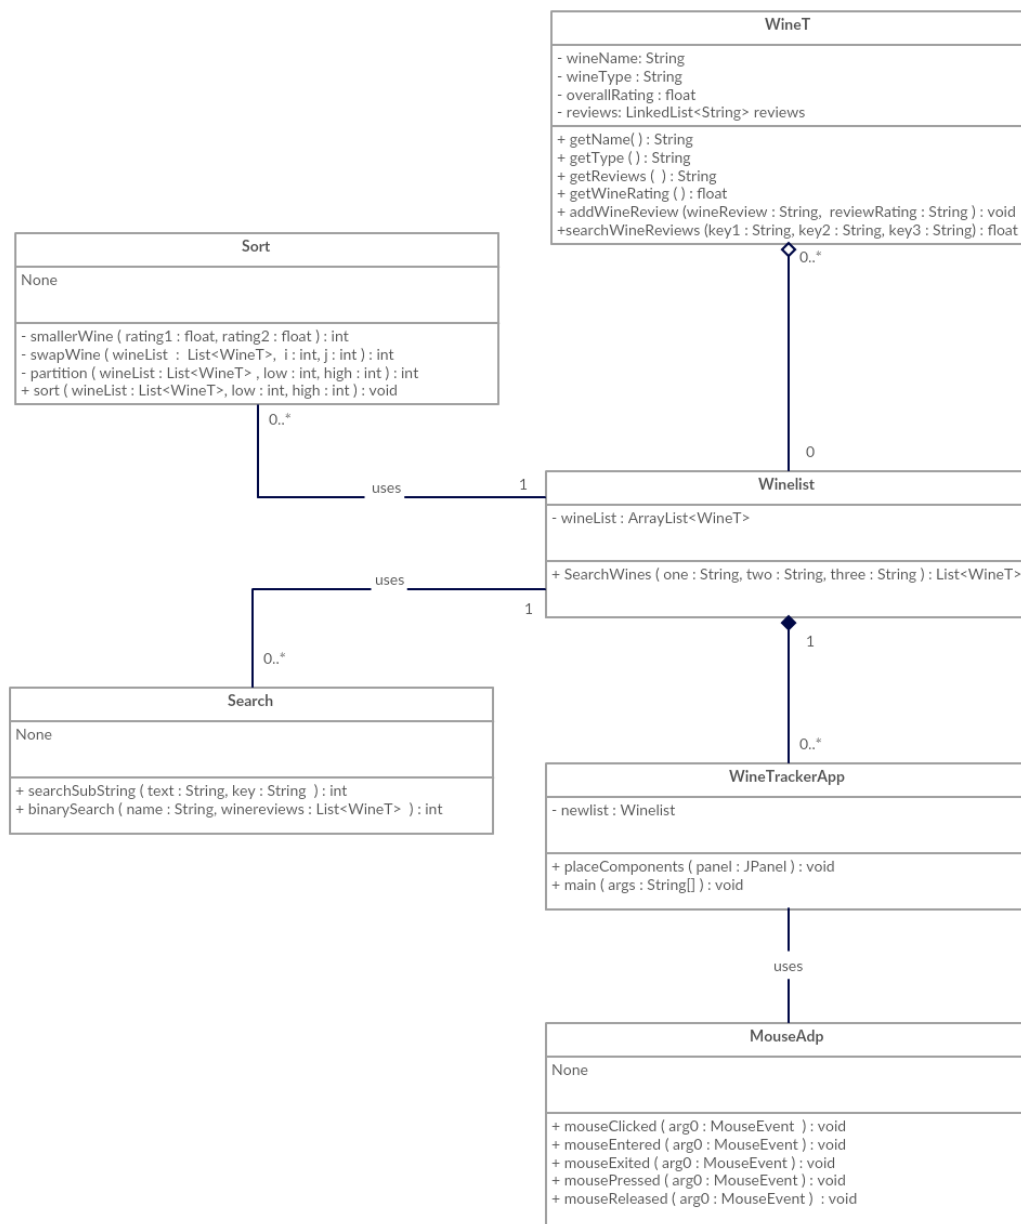 WineT
- wineName: String
- wineType : String
- overallRating : float
- reviews: LinkedList<String> reviews
+ getName( ) : String
+ getType ( ) : String
+ getReviews (  ) : String
+ getWineRating ( ) : float
+ addWineReview (wineReview : String,  reviewRating : String ) : void
+searchWineReviews (key1 : String, key2 : String, key3 : String) : float
0..*
0
Sort
None
- smallerWine ( rating1 : float, rating2 : float ) : int
- swapWine ( wineList  :  List<WineT>,  i : int, j : int ) : int
- partition ( wineList : List<WineT> , low : int, high : int ) : int
+ sort ( wineList : List<WineT>, low : int, high : int ) : void
0..*
uses
1
Winelist
- wineList : ArrayList<WineT>
+ SearchWines ( one : String, two : String, three : String ) : List<WineT>
uses
1
0..*
1
0..*
Search
None
+ searchSubString ( text : String, key : String  ) : int
+ binarySearch ( name : String, winereviews : List<WineT>  ) : int
WineTrackerApp
- newlist : Winelist
+ placeComponents ( panel : JPanel ) : void
+ main ( args : String[] ) : void
uses
MouseAdp
None
+ mouseClicked ( arg0 : MouseEvent  ) : void
+ mouseEntered ( arg0 : MouseEvent ) : void
+ mouseExited ( arg0 : MouseEvent ) : void
+ mousePressed ( arg0 : MouseEvent ) : void
+ mouseReleased ( arg0 : MouseEvent )  : void